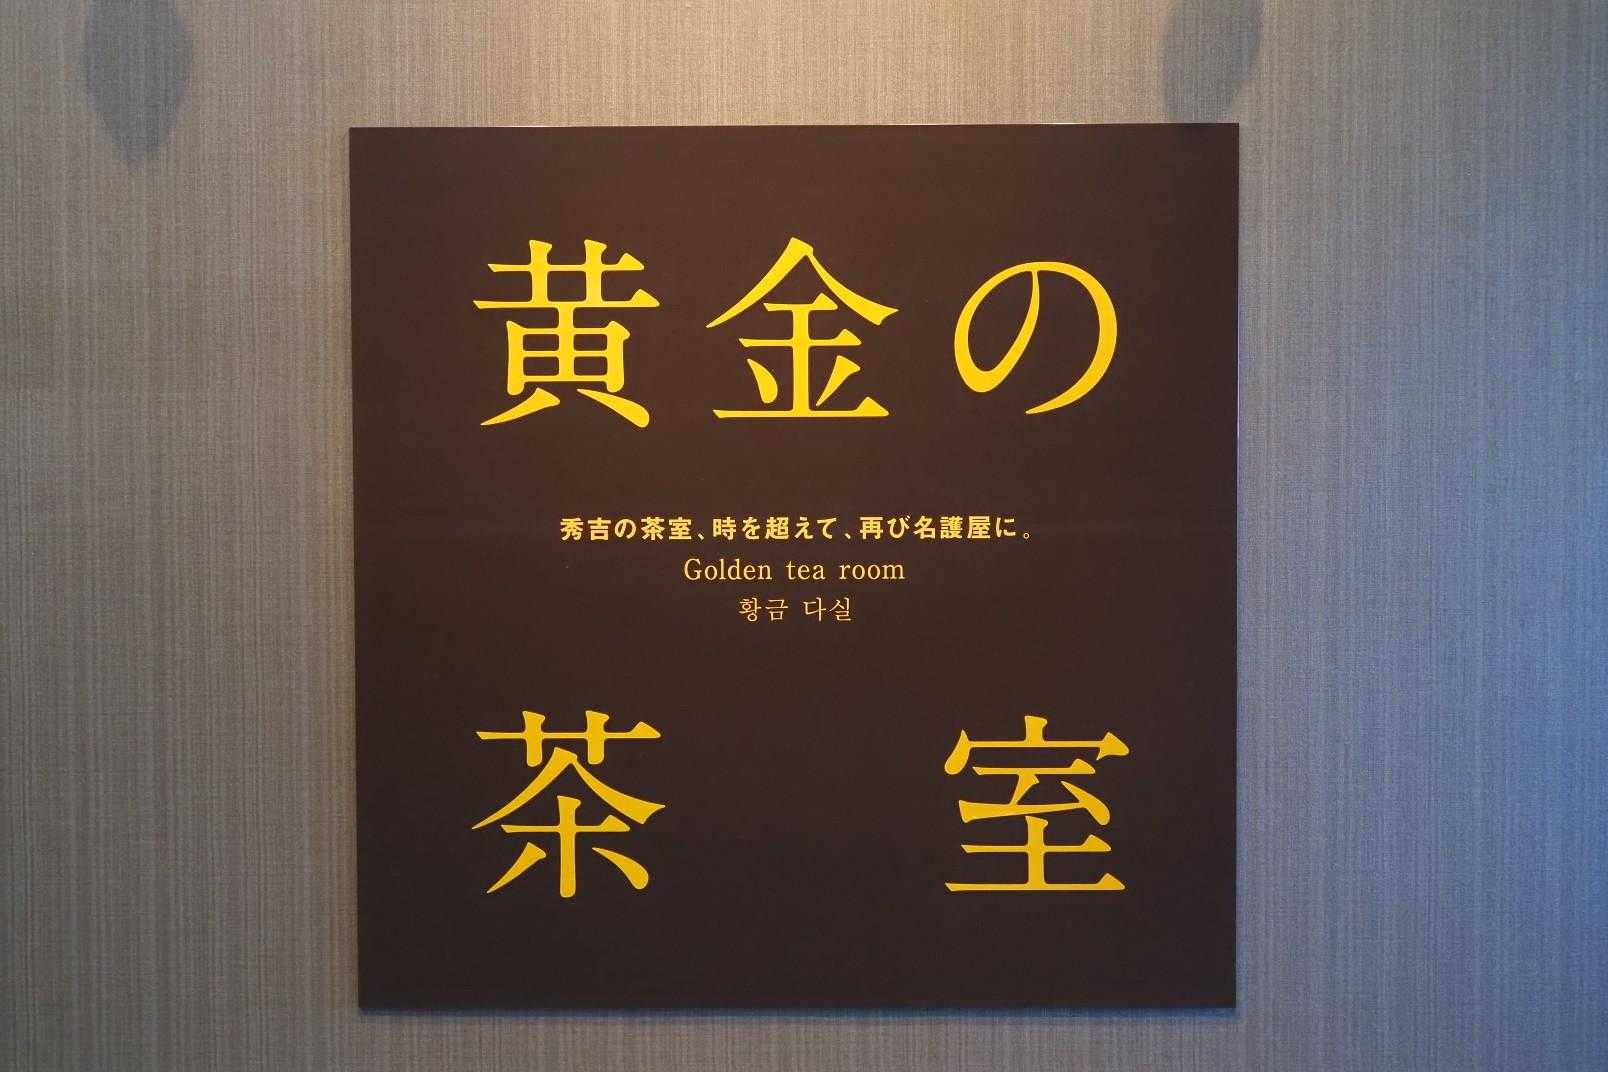 黄金の
秀吉の茶室、時を超えて、再び名護屋に。
Golden tea room
황금 다실
茶室